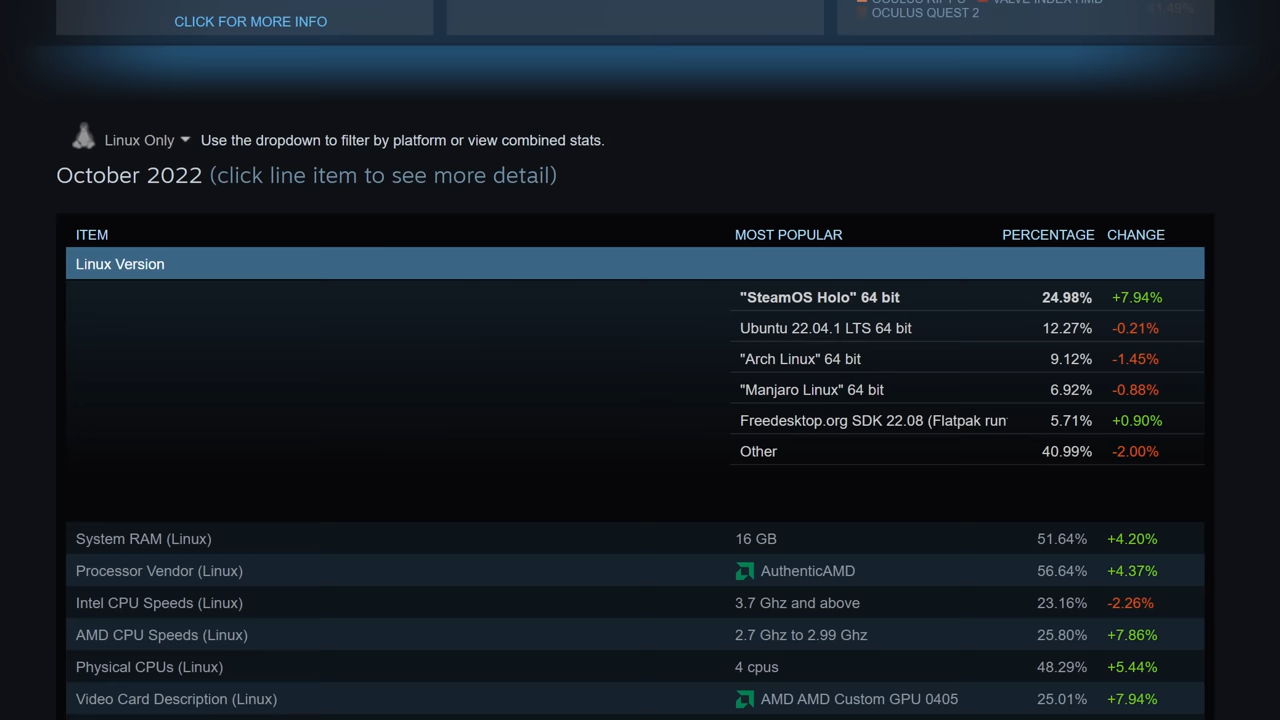 CLICK FOR MORE INFO
OCULUS QUEST 2
41.49%
Linux Only Use the dropdown to filter by platform or view combined stats.
October 2022 (click line item to see more detail)
ITEM MOST POPULAR PERCENTAGE CHANGE
Linux Version
"SteamOS Holo" 64 bit 24.98% +7.94%
Ubuntu 22.04.1 LTS 64 bit 12.27% -0.21%
"Arch Linux" 64 bit 9.12% -1.45%
"Manjaro Linux" 64 bit 6.92% -0.88%
Freedesktop.org SDK 22.08 (Flatpak run 5.71% +0.90%
Other 40.99% -2.00%
System RAM (Linux) 16 GB 51.64% +4.20%
Processor Vendor (Linux) AuthenticAMD 56.64% +4.37%
Intel CPU Speeds (Linux) 3.7 Ghz and above 23.16% -2.26%
AMD CPU Speeds (Linux) 2.7 Ghz to 2.99 Ghz 25.80% +7.86%
Physical CPUs (Linux) 4 cpus 48.29% +5.44%
Video Card Description (Linux) AMD AMD Custom GPU 0405 25.01% +7.94%